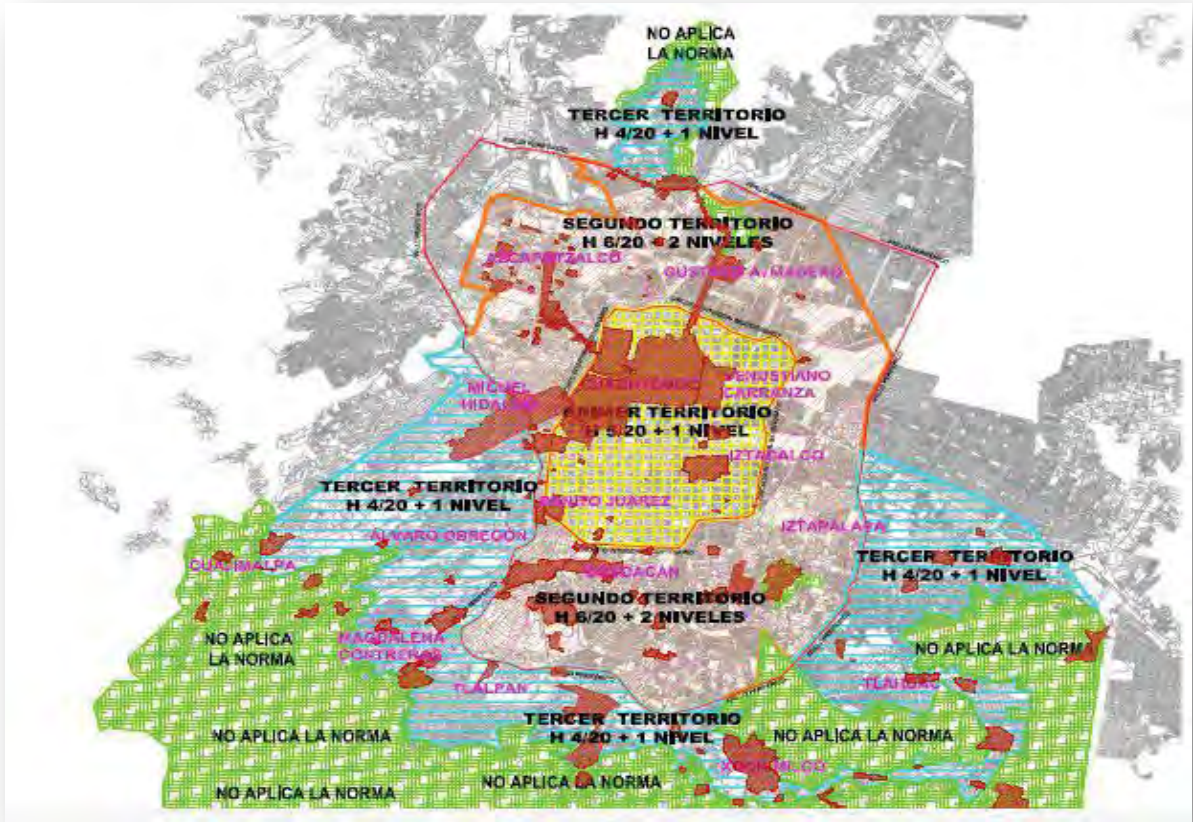 NO APLICA
LA NORMA
TERCER TERRITORIO
H 4/20 + 1 NIVEL
SEGUNDO TERRITORIO
H 6/20 + 2 NIVELES
AZCAPOTZALCO
GUSTAVO A. MADERO
MIGUEL
HIDALGO
CUAUHTEMOC
VENUSTIANO
CARRANZA
PRIMER TERRITORIO
H 5/20 + 1 NIVEL
IZTACALCO
TERCER TERRITORIO
H 4/20 + 1 NIVEL
BENITO JUAREZ
ALVARO OBREGÓN
IZTAPALAPA
CUAJIMALPA
COYOACAN
TERCER TERRITORIO
H 4/20 + 1 NIVEL
SEGUNDO TERRITORIO
H 6/20 + 2 NIVELES
NO APLICA
LA NORMA
MAGDALENA
CONTRERAS
NO APLICA LA NORMA
TLALPAN
TLAHUAC
TERCER TERRITORIO
H 4/20 + 1 NIVEL
NO APLICA LA NORMA
NO APLICA LA NORMA
XOCHIMILCO
NO APLICA LA NORMA
NO APLICA LA NORMA